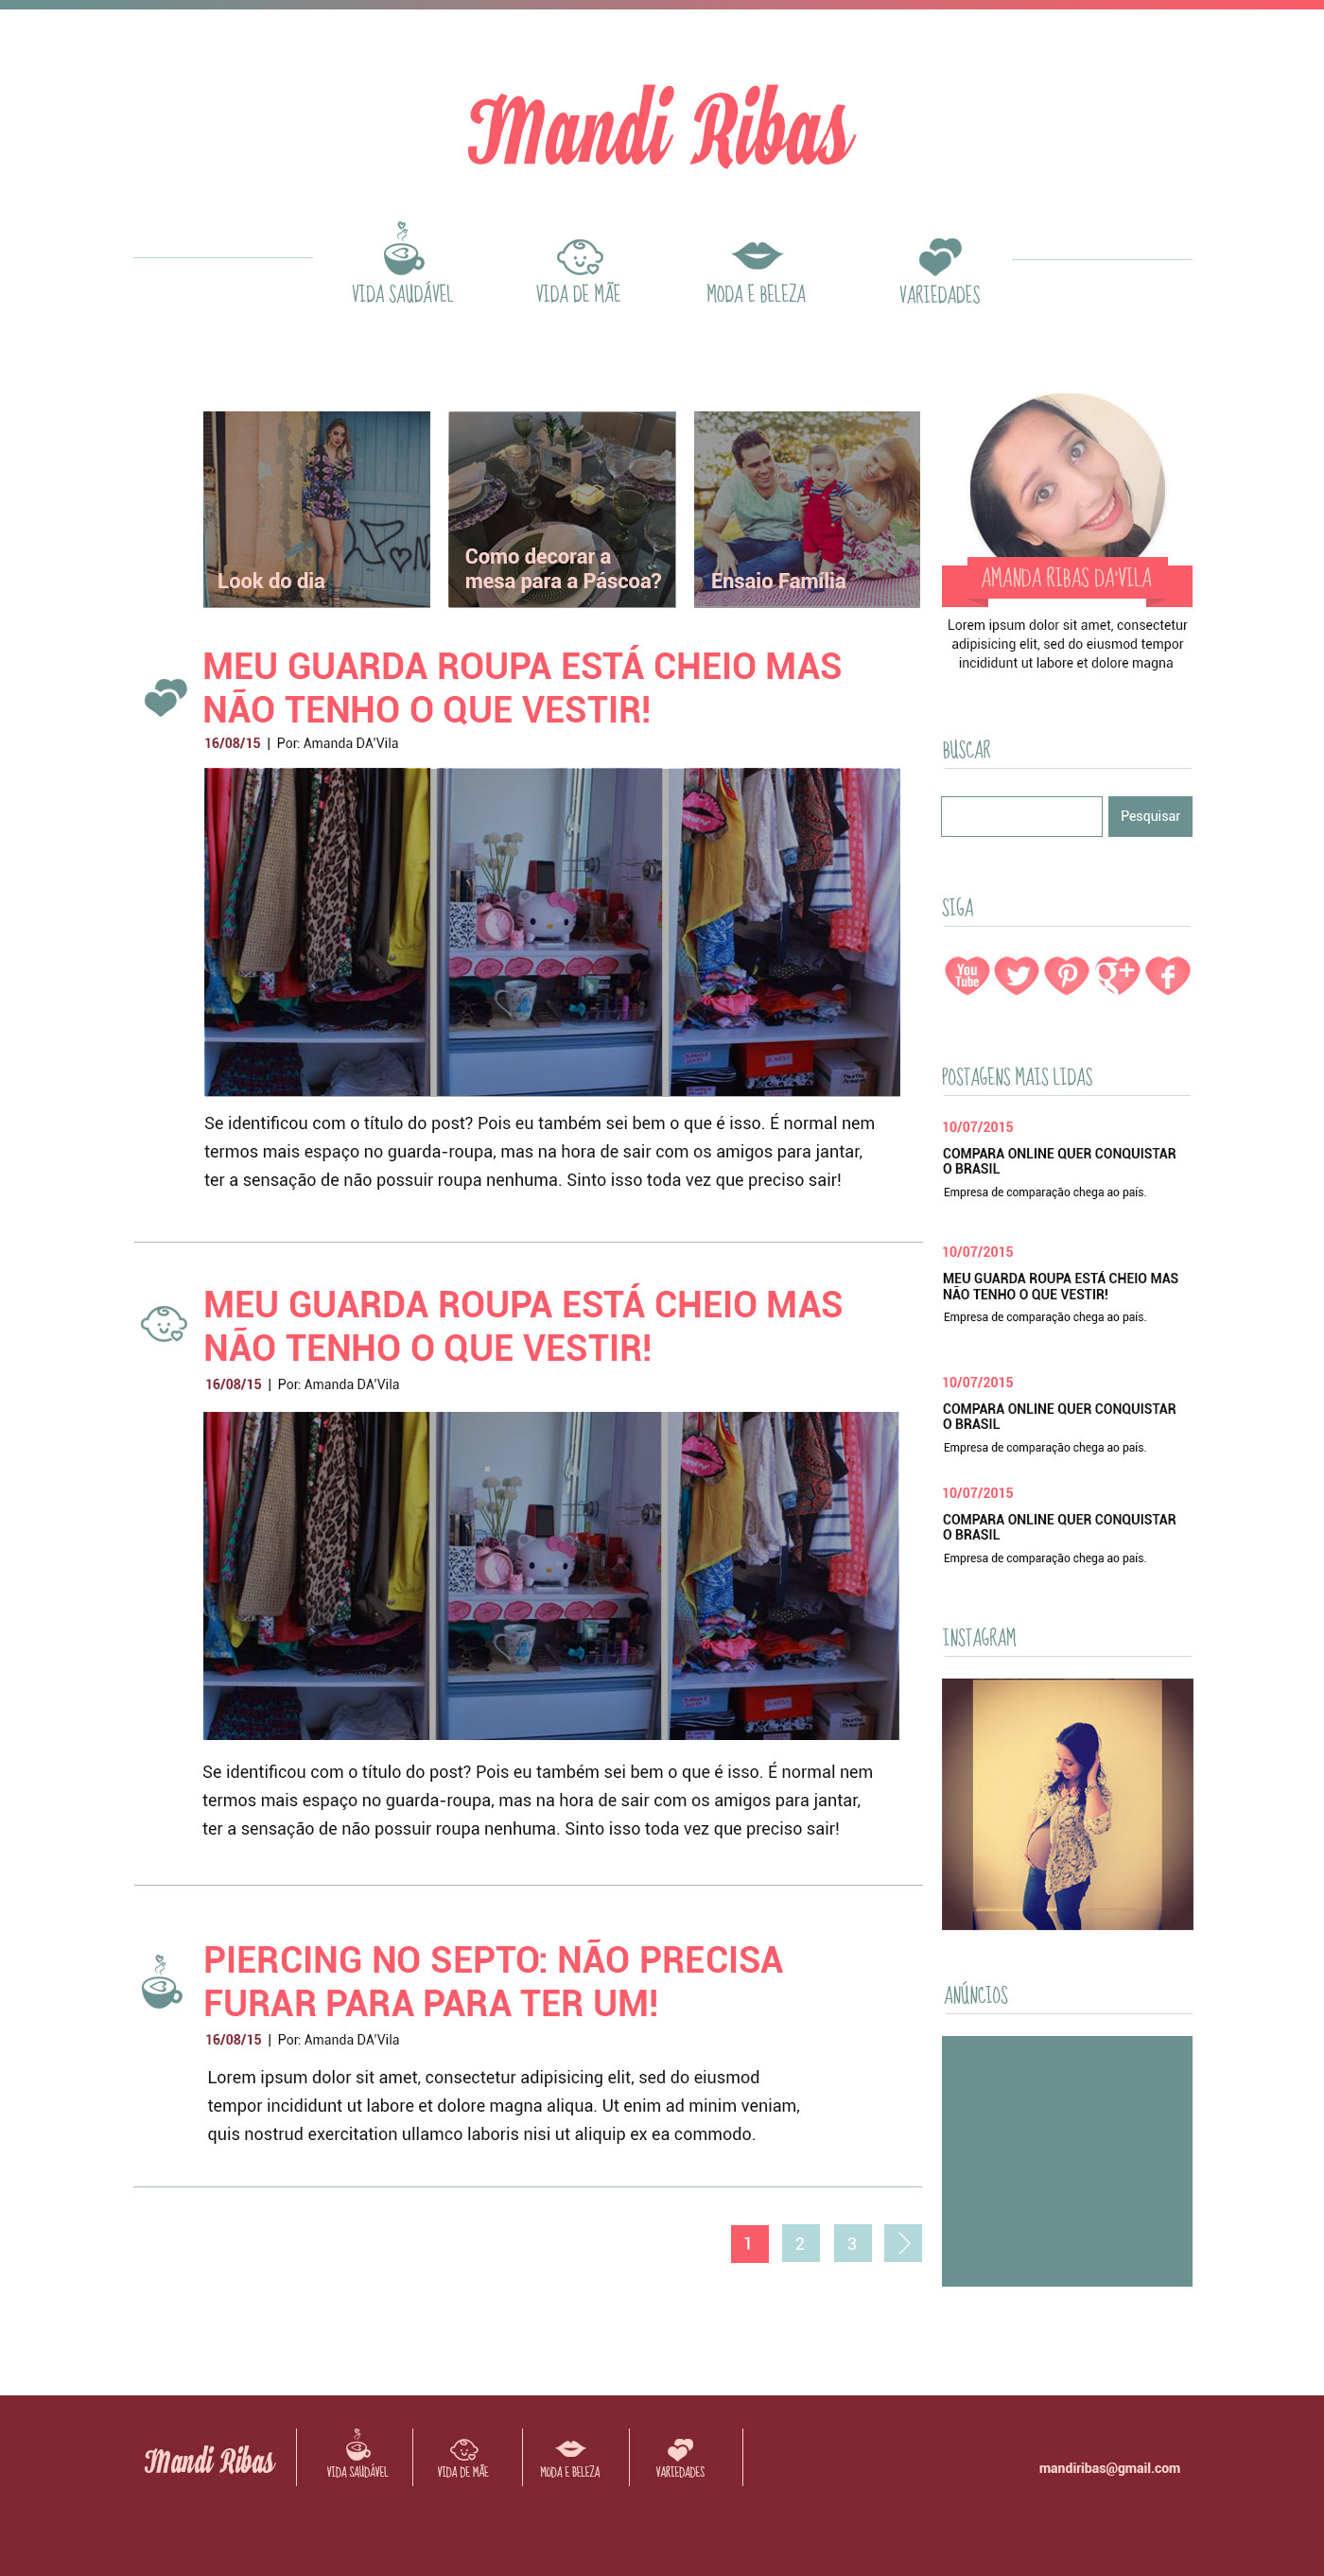 Mandi Ribas
VIDA SAUDÁVEL
VIDA DE MÃE
MODA E BELEZA
VARIEDADES
Look do dia
Como decorar a
mesa para a Páscoa?
Ensaio Família
AMANDA RIBAS DA'VILA
Lorem ipsum dolor sit amet, consectetur
adipisicing elit, sed do eiusmod tempor
incididunt ut labore et dolore magna
MEU GUARDA ROUPA ESTÁ CHEIO MAS
NÃO TENHO O QUE VESTIR!
16/08/15 | Por: Amanda DA'Vila
Se identificou com o título do post? Pois eu também sei bem o que é isso. É normal nem
termos mais espaço no guarda-roupa, mas na hora de sair com os amigos para jantar,
ter a sensação de não possuir roupa nenhuma. Sinto isso toda vez que preciso sair!
MEU GUARDA ROUPA ESTÁ CHEIO MAS
NÃO TENHO O QUE VESTIR!
16/08/15 | Por: Amanda DA'Vila
Se identificou com o título do post? Pois eu também sei bem o que é isso. É normal nem
termos mais espaço no guarda-roupa, mas na hora de sair com os amigos para jantar,
ter a sensação de não possuir roupa nenhuma. Sinto isso toda vez que preciso sair!
PIERCING NO SEPTO: NÃO PRECISA
FURAR PARA PARA TER UM!
16/08/15 | Por: Amanda DA'Vila
Lorem ipsum dolor sit amet, consectetur adipisicing elit, sed do eiusmod
tempor incididunt ut labore et dolore magna aliqua. Ut enim ad minim veniam,
quis nostrud exercitation ullamco laboris nisi ut aliquip ex ea commodo.
1 2 3
BUSCAR
Pesquisar
SIGA
You
Tube
g+
POSTAGENS MAIS LIDAS
10/07/2015
COMPARA ONLINE QUER CONQUISTAR
O BRASIL
Empresa de comparação chega ao país.
10/07/2015
MEU GUARDA ROUPA ESTÁ CHEIO MAS
NÃO TENHO O QUE VESTIR!
Empresa de comparação chega ao país.
10/07/2015
COMPARA ONLINE QUER CONQUISTAR
O BRASIL
Empresa de comparação chega ao país.
10/07/2015
COMPARA ONLINE QUER CONQUISTAR
O BRASIL
Empresa de comparação chega ao país.
INSTAGRAM
ANÚNCIOS
Mandi Ribas
VIDA SAUDÁVEL
VIDA DE MÃE
MODA E BELEZA
VARIEDADES
mandiribas@gmail.com